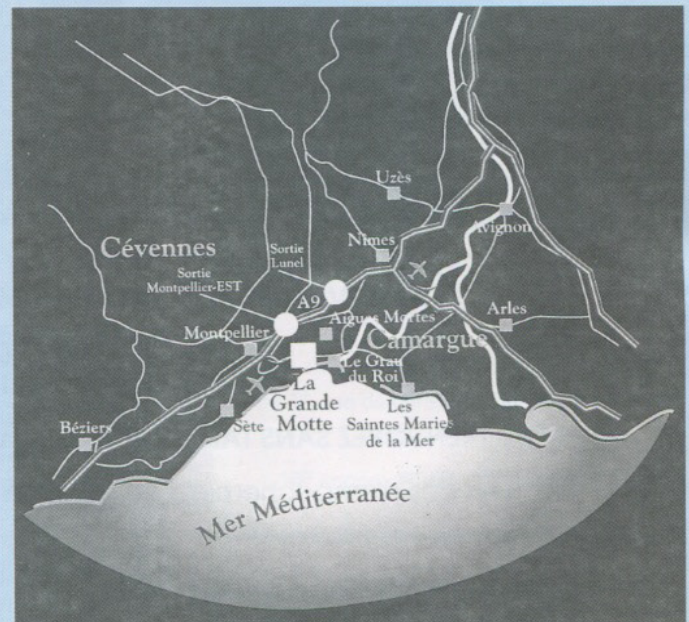 Uzès
Avignon
Nîmes
Cévennes
Sortie
Lunel
Sortie
Montpellier-EST
A9
Arles
Aigues Mortes
Montpellier
Camargue
Le Grau
du Roi
La
Grande
Motte
Les
Saintes Maries
de la Mer
Sète
Béziers
Mer Méditerranée